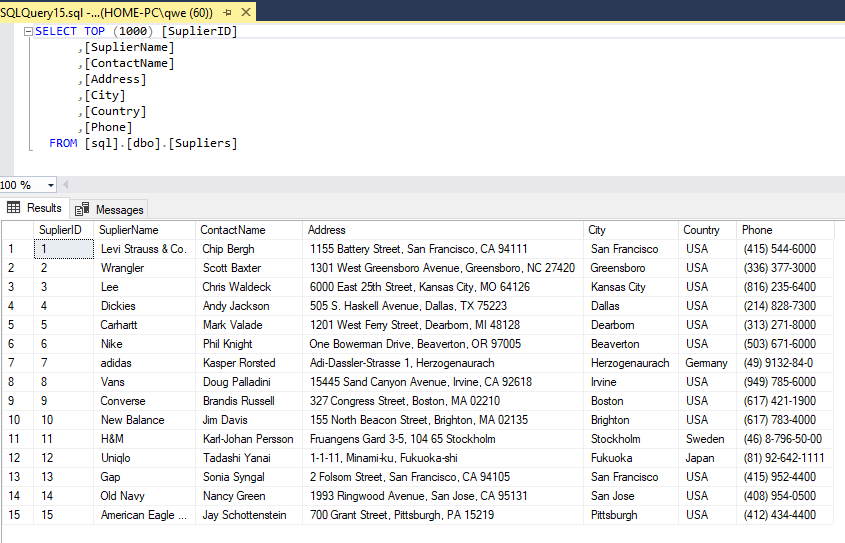 SQLQuery15.sql -...(HOME-PC\qwe (60))
SELECT TOP (1000) [SuplierID]
,[SuplierName]
,[ContactName]
,[Address]
,[City]
,[Country]
,[Phone]
FROM [sql].[dbo].[Supliers]
100 %
Results Messages
SuplierID SuplierName ContactName Address City Country Phone
1 1 Levi Strauss & Co. Chip Bergh 1155 Battery Street, San Francisco, CA 94111 San Francisco USA (415) 544-6000
2 2 Wrangler Scott Baxter 1301 West Greensboro Avenue, Greensboro, NC 27420 Greensboro USA (336) 377-3000
3 3 Lee Chris Waldeck 6000 East 25th Street, Kansas City, MO 64126 Kansas City USA (816) 235-6400
4 4 Dickies Andy Jackson 505 S. Haskell Avenue, Dallas, TX 75223 Dallas USA (214) 828-7300
5 5 Carhartt Mark Valade 1201 West Ferry Street, Dearborn, MI 48128 Dearborn USA (313) 271-8000
6 6 Nike Phil Knight One Bowerman Drive, Beaverton, OR 97005 Beaverton USA (503) 671-6000
7 7 adidas Kasper Rorsted Adi-Dassler-Strasse 1, Herzogenaurach Herzogenaurach Germany (49) 9132-84-0
8 8 Vans Doug Palladini 15445 Sand Canyon Avenue, Irvine, CA 92618 Irvine USA (949) 785-6000
9 9 Converse Brandis Russell 327 Congress Street, Boston, MA 02210 Boston USA (617) 421-1900
10 10 New Balance Jim Davis 155 North Beacon Street, Brighton, MA 02135 Brighton USA (617) 783-4000
11 11 H&M Karl-Johan Persson Fruangens Gard 3-5, 104 65 Stockholm Stockholm Sweden (46) 8-796-50-00
12 12 Uniqlo Tadashi Yanai 1-1-11, Minami-ku, Fukuoka-shi Fukuoka Japan (81) 92-642-1111
13 13 Gap Sonia Syngal 2 Folsom Street, San Francisco, CA 94105 San Francisco USA (415) 952-4400
14 14 Old Navy Nancy Green 1993 Ringwood Avenue, San Jose, CA 95131 San Jose USA (408) 954-0500
15 15 American Eagle ... Jay Schottenstein 700 Grant Street, Pittsburgh, PA 15219 Pittsburgh USA (412) 434-4400